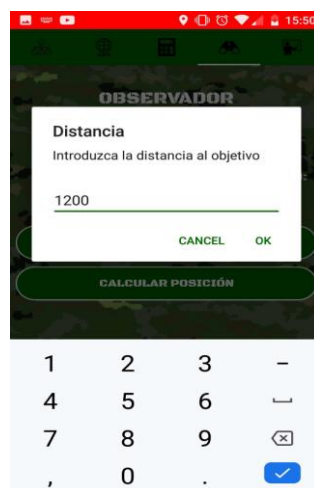 15:50
OBSERVADOR
Distancia
Introduzca la distancia al objetivo
1200
CANCEL OK
CALCULAR POSICIÓN
1 2 3 -
4 5 6
7 8 9
, 0 .